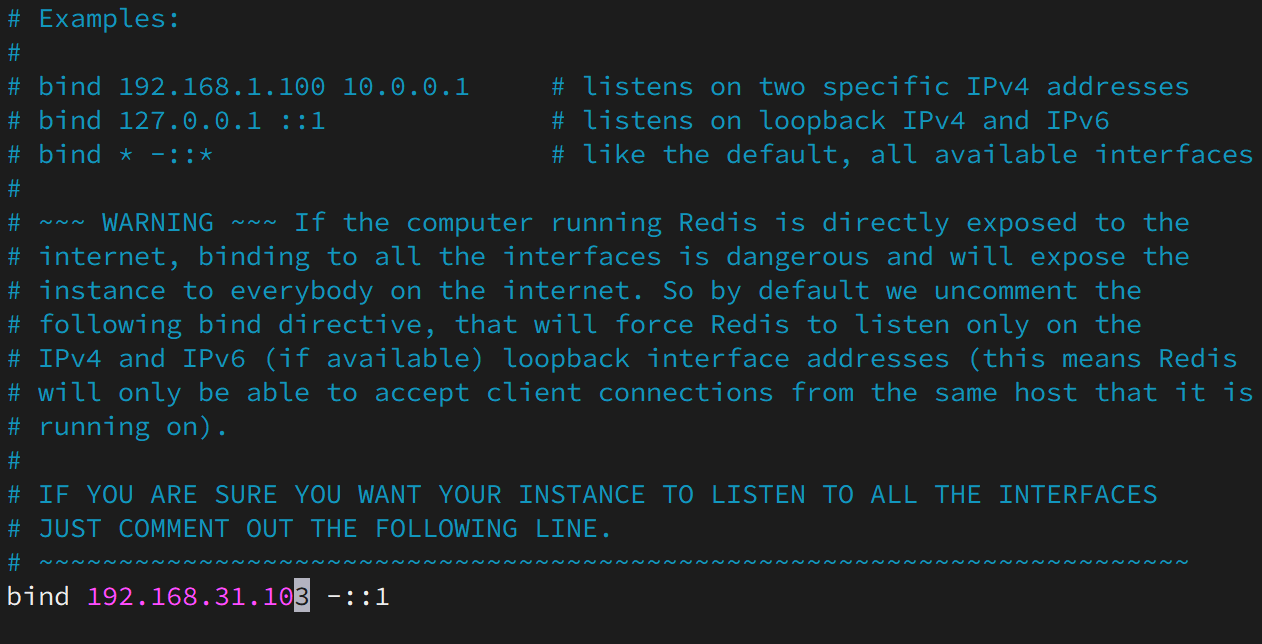 # Examples:
#
# bind 192.168.1.100 10.0.0.1     # listens on two specific IPv4 addresses
# bind 127.0.0.1 ::1              # listens on loopback IPv4 and IPv6
# bind * -::*                     # like the default, all available interfaces
#
# ~~~ WARNING ~~~ If the computer running Redis is directly exposed to the
# internet, binding to all the interfaces is dangerous and will expose the
# instance to everybody on the internet. So by default we uncomment the
# following bind directive, that will force Redis to listen only on the
# IPv4 and IPv6 (if available) loopback interface addresses (this means Redis
# will only be able to accept client connections from the same host that it is
# running on).
#
# IF YOU ARE SURE YOU WANT YOUR INSTANCE TO LISTEN TO ALL THE INTERFACES
# JUST COMMENT OUT THE FOLLOWING LINE.
# ~~~~~~~~~~~~~~~~~~~~~~~~~~~~~~~~~~~~~~~~~~~~~~~~~~~~~~~~~~~~~~~~~~~~~~~~
bind 192.168.31.103 -::1